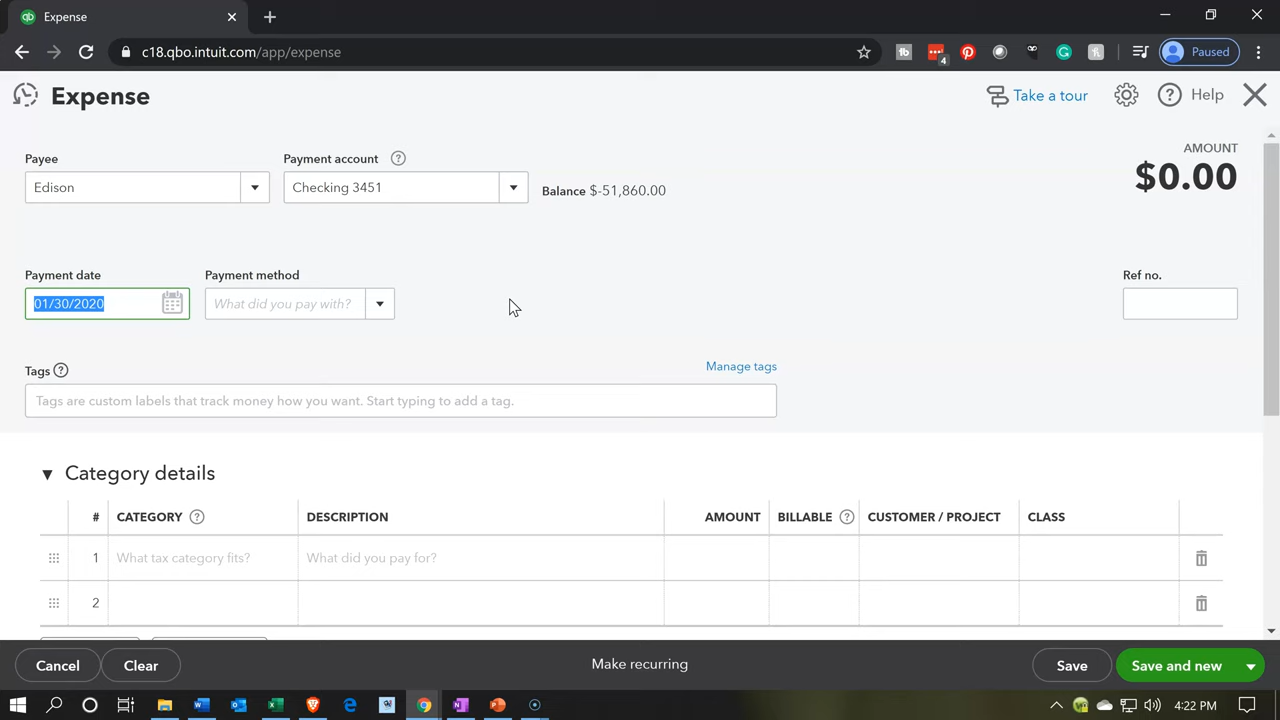 qb Expense
c18.qbo.intuit.com/app/expense
tb
4
Paused
Expense
Take a tour
? Help
Payee
Payment account ?
AMOUNT
Edison
Checking 3451
Balance $-51,860.00
$0.00
Payment date
Payment method
Ref no.
01/30/2020
What did you pay with?
Tags ?
Manage tags
Tags are custom labels that track money how you want. Start typing to add a tag.
Category details
# CATEGORY ? DESCRIPTION AMOUNT BILLABLE ? CUSTOMER / PROJECT CLASS
1 What tax category fits? What did you pay for?
2
Cancel
Clear
Make recurring
Save
Save and new
4:22 PM